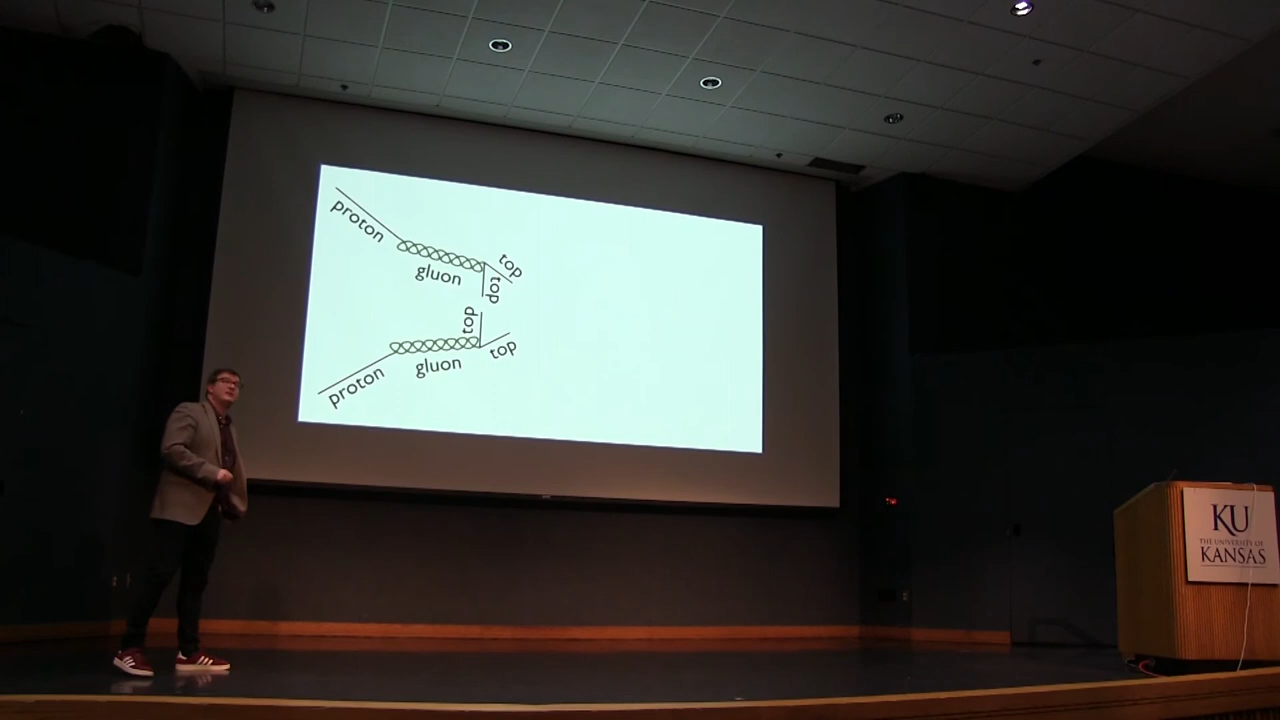 proton
gluon
top
top
top
top
gluon
proton
KU
THE UNIVERSITY OF
KANSAS